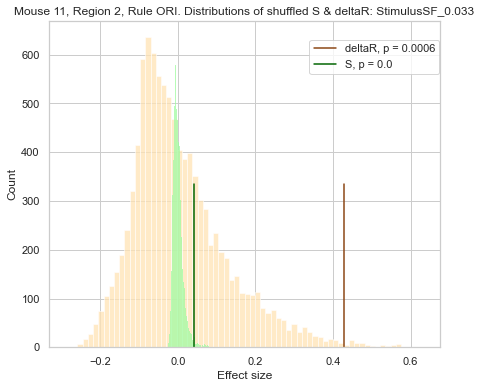 Mouse 11, Region 2, Rule ORI. Distributions of shuffled S & deltaR: StimulusSF_0.033
deltaR, p = 0.0006
S, p = 0.0
600
500
400
300
200
100
0
Count
−0.2 0.0 0.2 0.4 0.6
Effect size